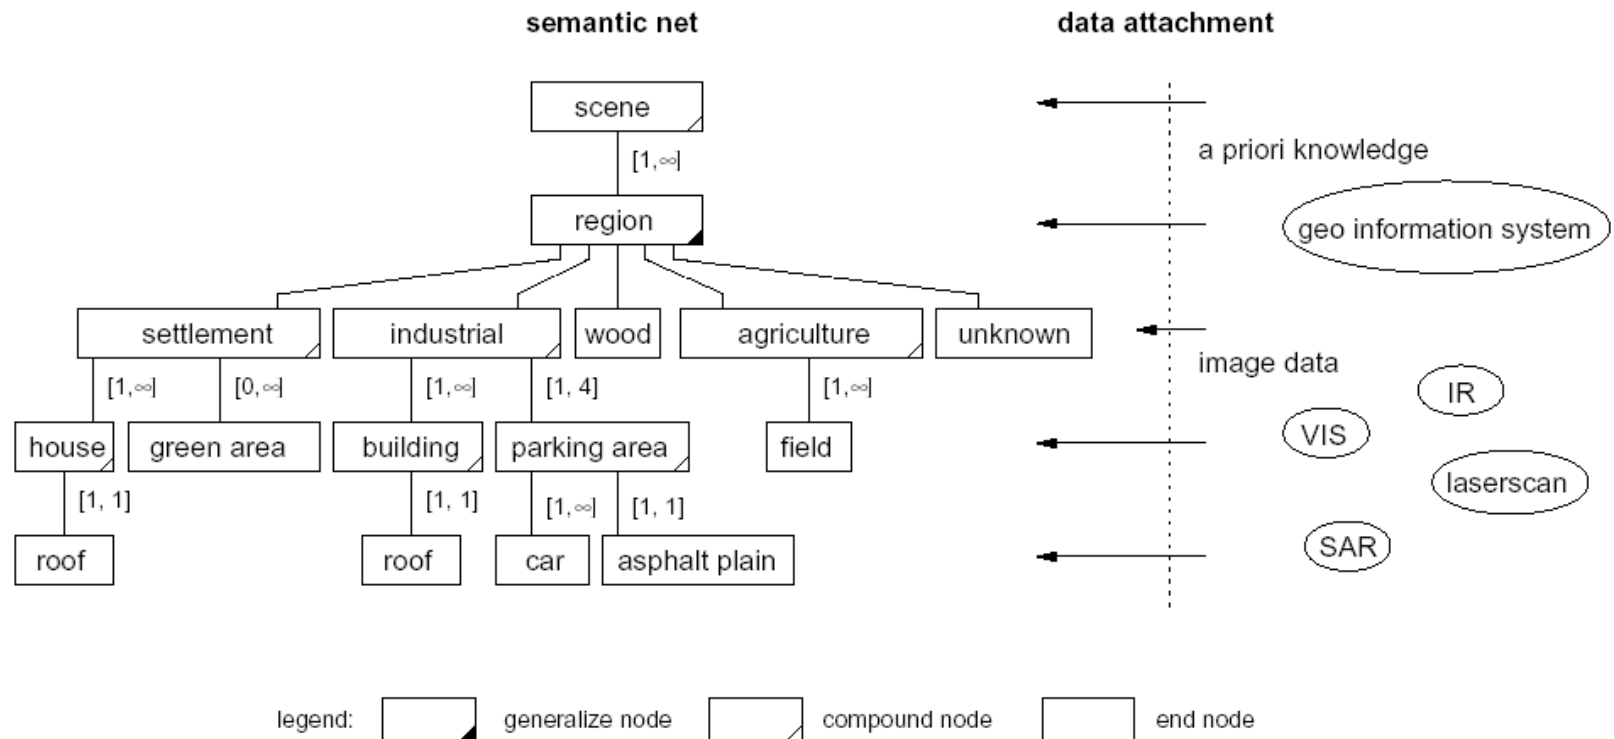 semantic net
data attachment
scene
[1,∞]
a priori knowledge
region
geo information system
settlement
industrial
wood
agriculture
unknown
image data
[1,∞]
[0,∞]
[1,∞]
[1, 4]
[1,∞]
IR
VIS
house
green area
building
parking area
field
laserscan
[1, 1]
[1, 1]
[1,∞]
[1, 1]
SAR
roof
roof
car
asphalt plain
legend:
generalize node
compound node
end node